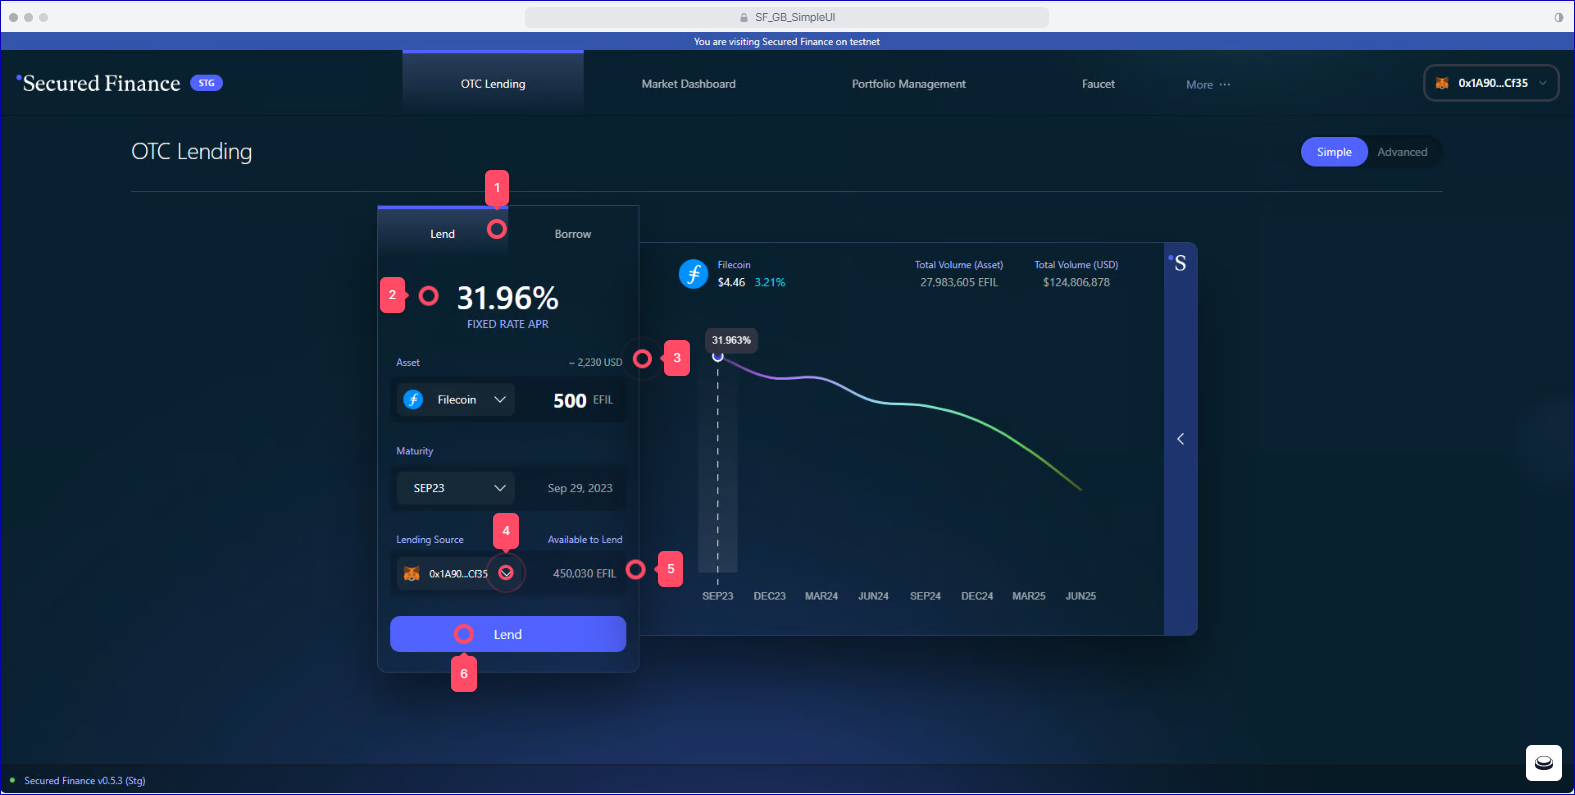 SF_GB_SimpleUI
You are visiting Secured Finance on testnet
Secured Finance STG
OTC Lending
Market Dashboard
Portfolio Management
Faucet
More ···
0x1A90...Cf35
OTC Lending
Simple
Advanced
1
Lend
Borrow
2
31.96%
FIXED RATE APR
Asset
~ 2,230 USD
3
Filecoin
500 EFIL
Maturity
SEP23
Sep 29, 2023
4
Lending Source
Available to Lend
0x1A90...Cf35
450,030 EFIL
5
Lend
6
Filecoin
$4.46 3.21%
Total Volume (Asset)
27,983,605 EFIL
Total Volume (USD)
$124,806,878
S
31.963%
SEP23 DEC23 MAR24 JUN24 SEP24 DEC24 MAR25 JUN25
Secured Finance v0.5.3 (Stg)